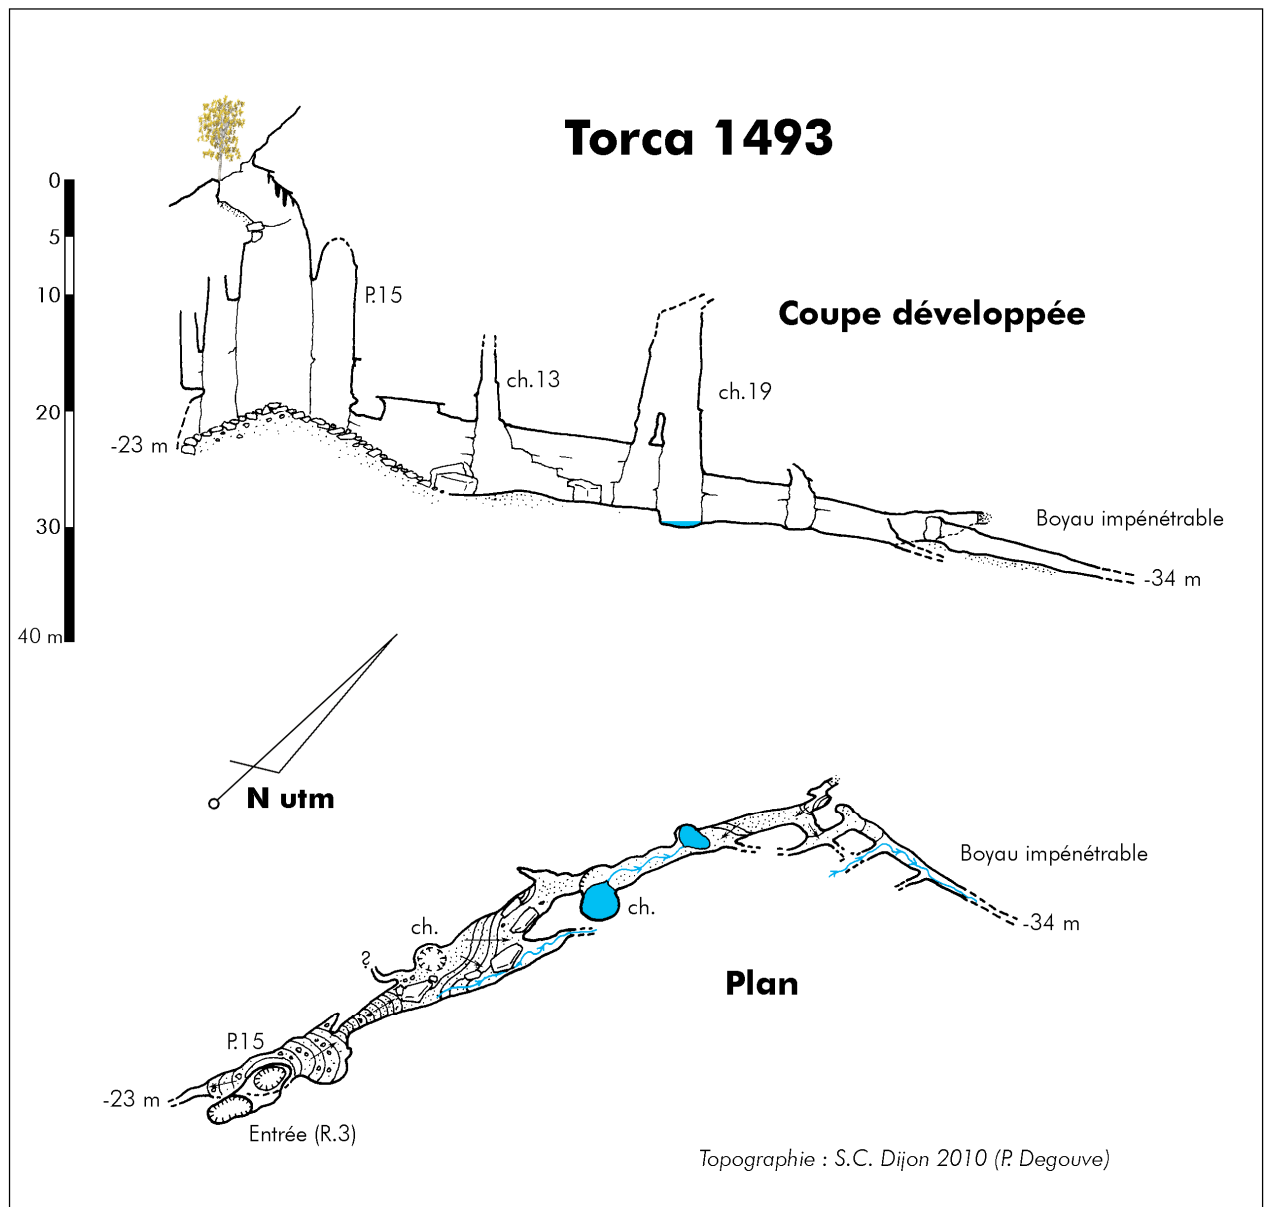 Torca 1493
0
5
10
20
30
40 m
P.15
Coupe développée
ch.13
ch.19
-23 m
Boyau impénétrable
-34 m
N utm
Boyau impénétrable
ch.
-34 m
ch.
?
Plan
P.15
-23 m
Entrée (R.3)
Topographie : S.C. Dijon 2010 (P. Degouve)